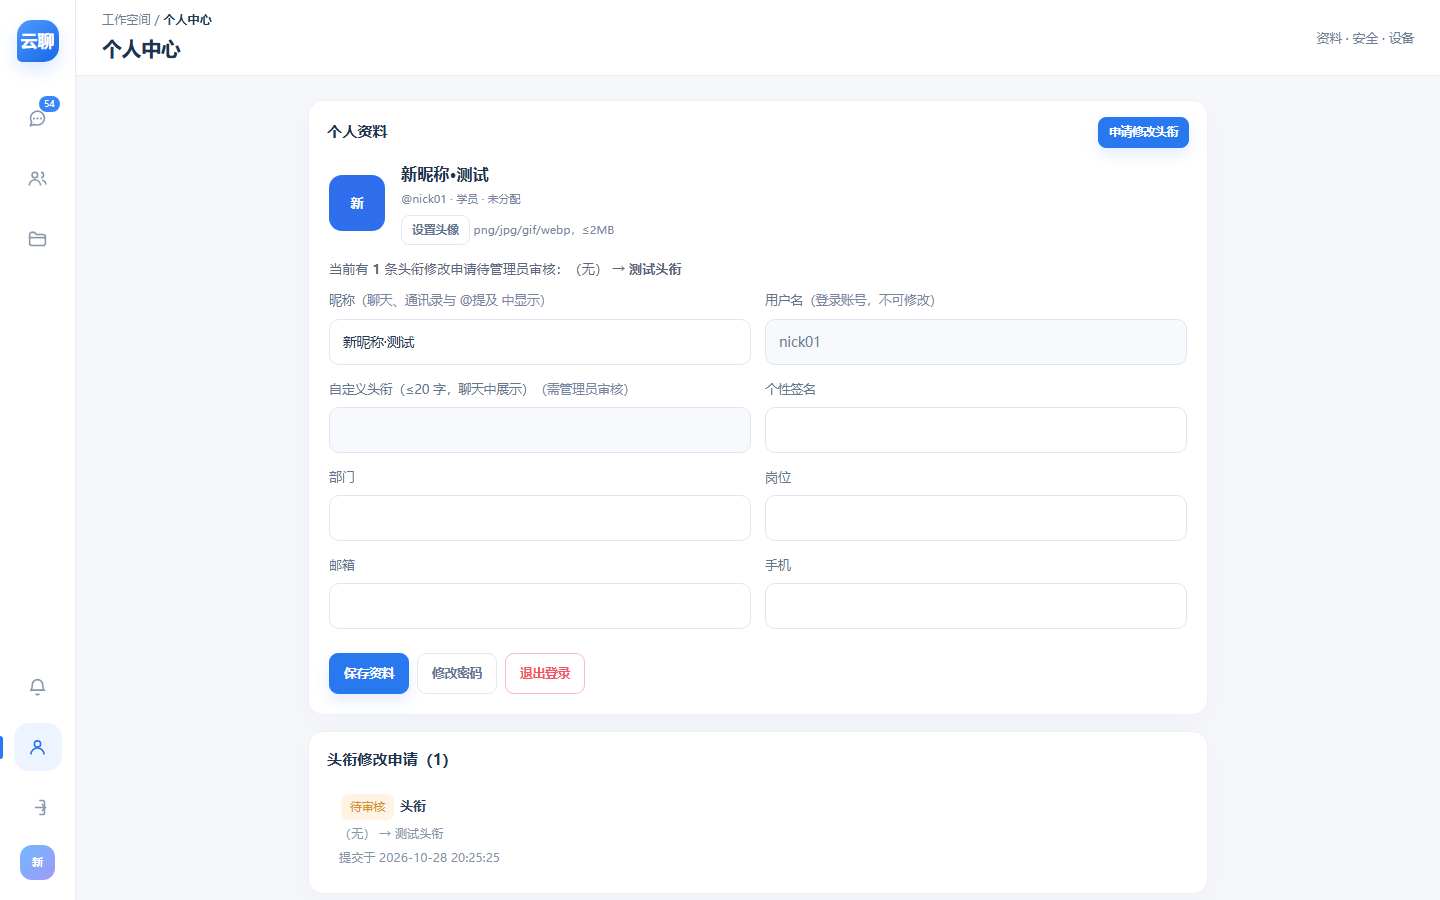 云聊
54
新
工作空间 / 个人中心
个人中心
资料 · 安全 · 设备
个人资料
申请修改头衔
新
新昵称•测试
@nick01 · 学员 · 未分配
设置头像 png/jpg/gif/webp，≤2MB
当前有 1 条头衔修改申请待管理员审核：（无） → 测试头衔
昵称（聊天、通讯录与 @提及 中显示）
用户名（登录账号，不可修改）
新昵称·测试
nick01
自定义头衔（≤20 字，聊天中展示）（需管理员审核）
个性签名
部门
岗位
邮箱
手机
保存资料 修改密码 退出登录
头衔修改申请（1）
待审核 头衔
（无） → 测试头衔
提交于 2026-10-28 20:25:25